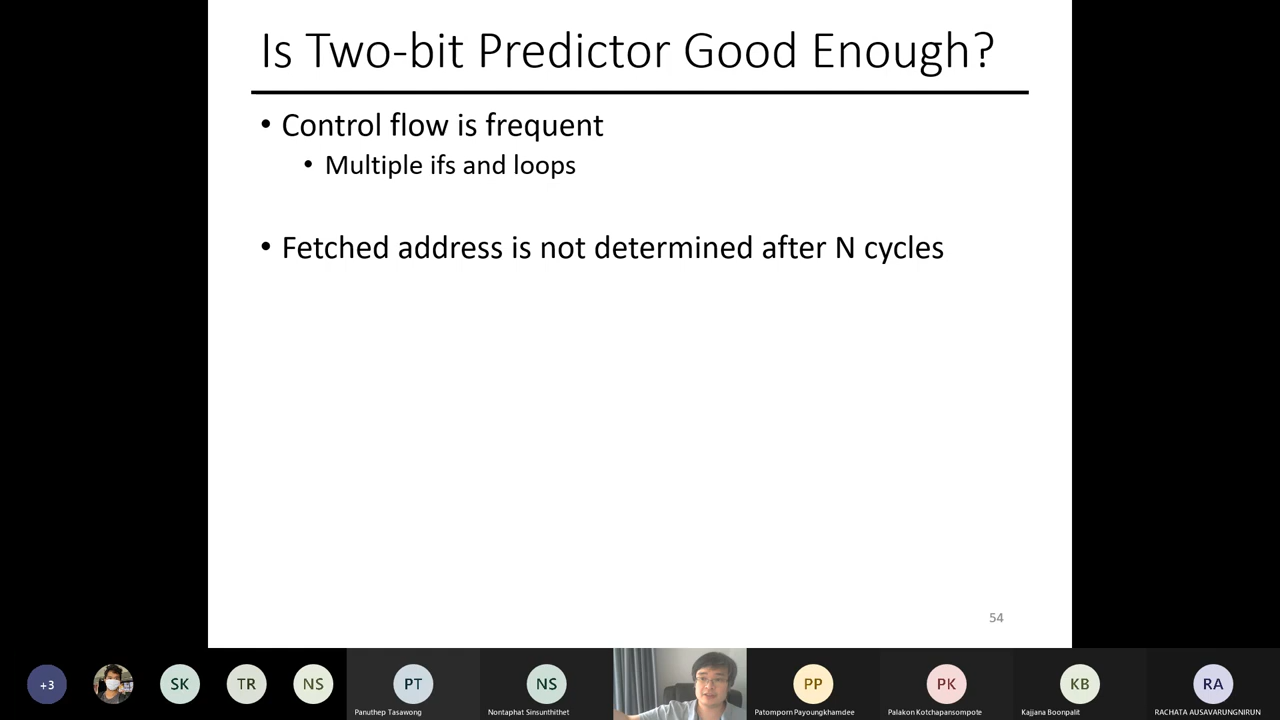 Is Two-bit Predictor Good Enough?
• Control flow is frequent
• Multiple ifs and loops
• Fetched address is not determined after N cycles
54
+3
SK
TR
NS
PT
NS
PP
PK
KB
RA
Panuthep Tasawong
Nontaphat Sinsunthithet
Patomporn Payoungkhamdee
Palakon Kotchapansompote
Kajjana Boonpalit
RACHATA AUSAVARUNGNIRUN